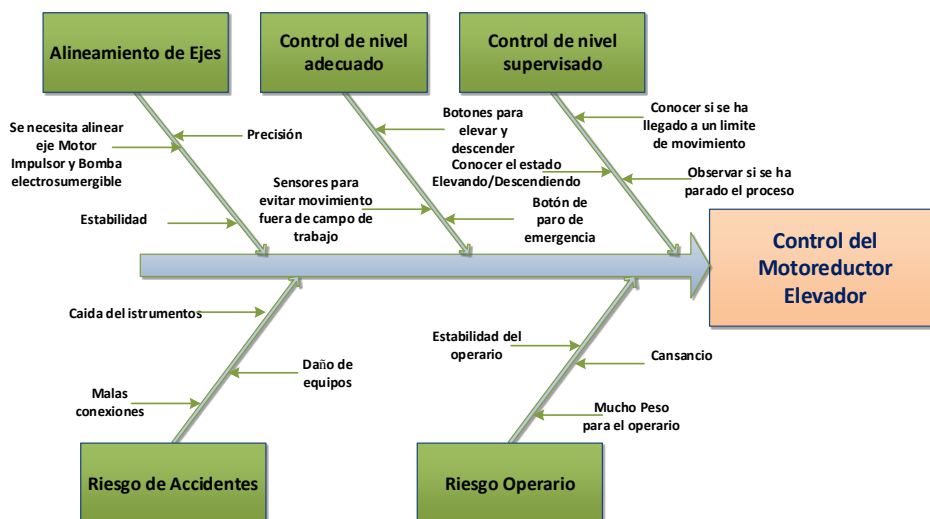 Alineamiento de Ejes
Control de nivel
adecuado
Control de nivel
supervisado
Se necesita alinear
eje Motor
Impulsor y Bomba
electrosumergible
Precisión
Estabilidad
Botones para
elevar y
descender
Sensores para
evitar movimiento
fuera de campo de
trabajo
Botón de
paro de
emergencia
Conocer si se ha
llegado a un limite
de movimiento
Conocer el estado
Elevando/Descendiendo
Observar si se ha
parado el proceso
Control del
Motoreductor
Elevador
Caida del istrumentos
Daño de
equipos
Malas
conexiones
Riesgo de Accidentes
Estabilidad del
operario
Cansancio
Mucho Peso
para el operario
Riesgo Operario